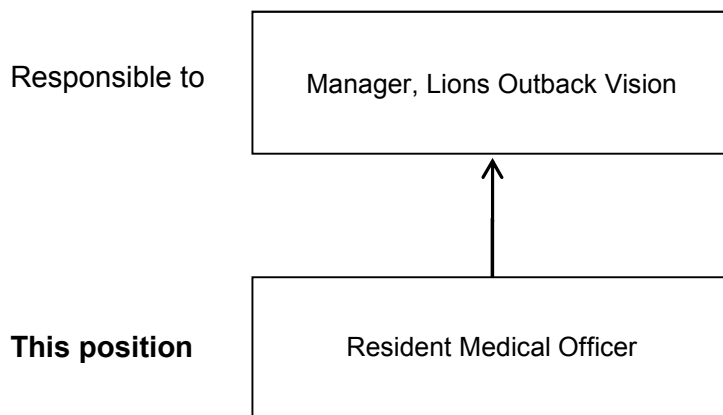 Responsible to
Manager, Lions Outback Vision
This position
Resident Medical Officer